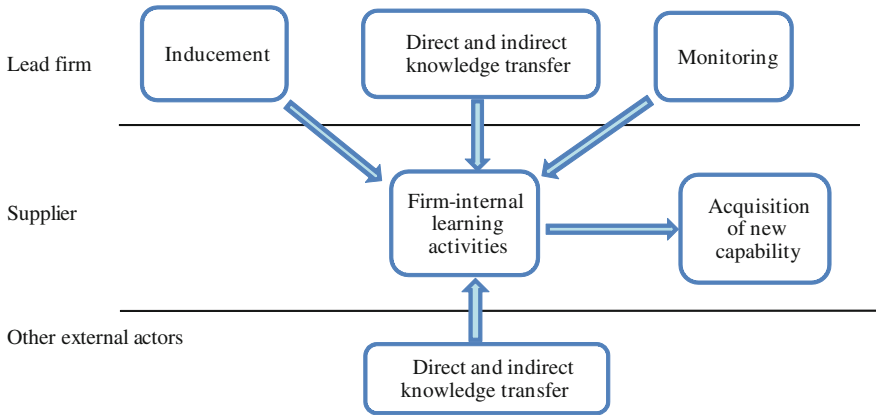 Lead firm
Inducement
Direct and indirect
knowledge transfer
Monitoring
Supplier
Firm-internal
learning
activities
Acquisition
of new
capability
Other external actors
Direct and indirect
knowledge transfer